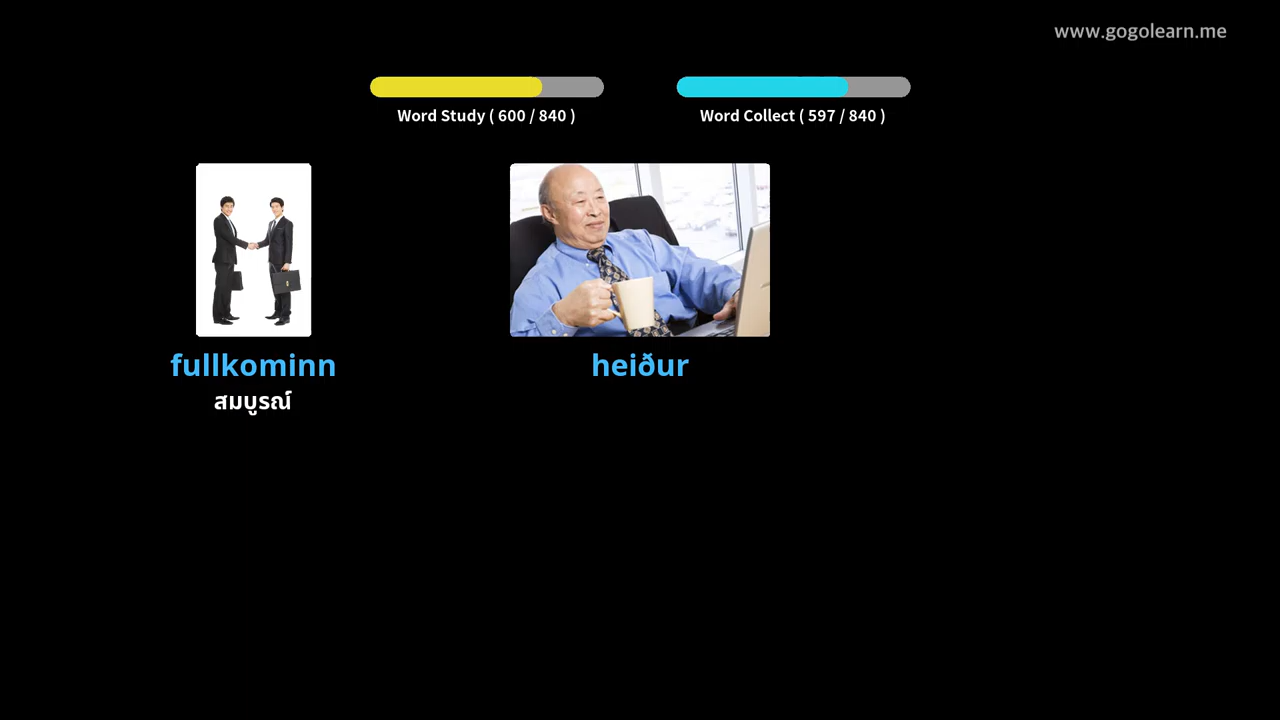 www.gogolearn.me
Word Study ( 600 / 840 )
Word Collect ( 597 / 840 )
fullkominn
สมบูรณ์
heiður